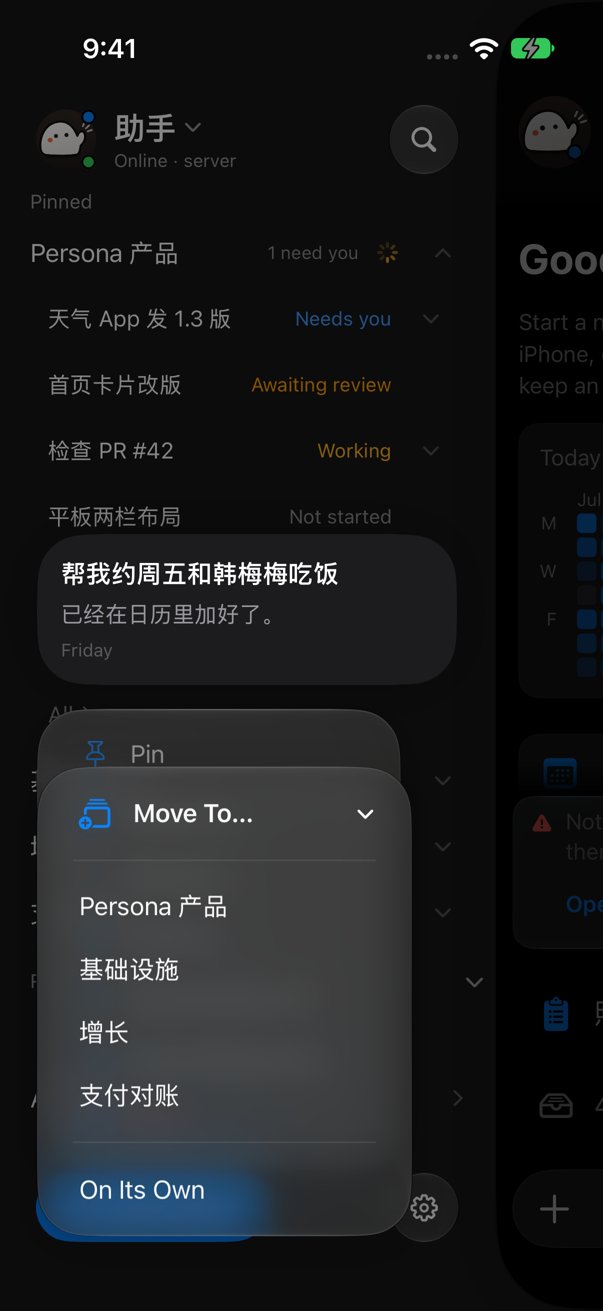 9:41
助手
Online · server
Pinned
Persona 产品
1 need you
天气 App 发 1.3 版
Needs you
首页卡片改版
Awaiting review
检查 PR #42
Working
平板两栏布局
Not started
帮我约周五和韩梅梅吃饭
已经在日历里加好了。
Friday
Pin
Move To...
Persona 产品
基础设施
增长
支付对账
On Its Own
Start a n
iPhone,
keep an
Today
Jul
M
W
F